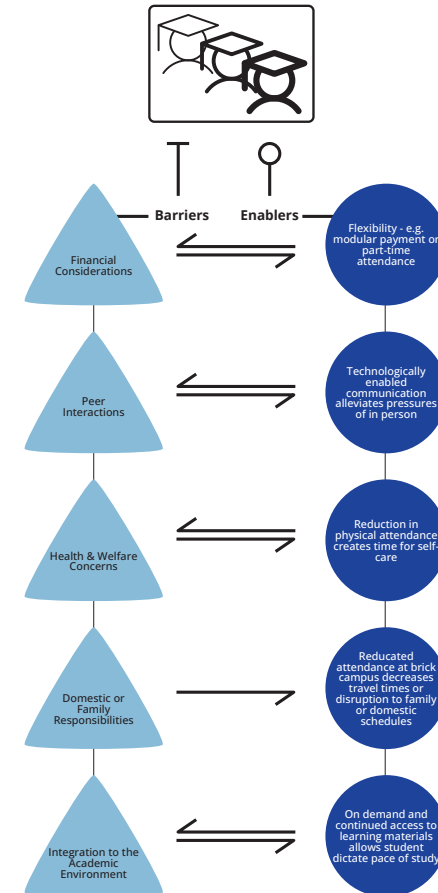 Barriers
Enablers
Financial
Considerations
Flexibility - e.g.
modular payment or
part-time
attendance
Peer
Interactions
Technologically
enabled
communication
alleviates pressures
of in person
Health & Welfare
Concerns
Reduction in
physical attendance
creates time for self-
care
Domestic or
Family
Responsibilities
Reducated
attendance at brick
campus decreases
travel times or
disruption to family
or domestic
schedules
Integration to the
Academic
Environment
On demand and
continued access to
learning materials
allows student
dictate pace of study